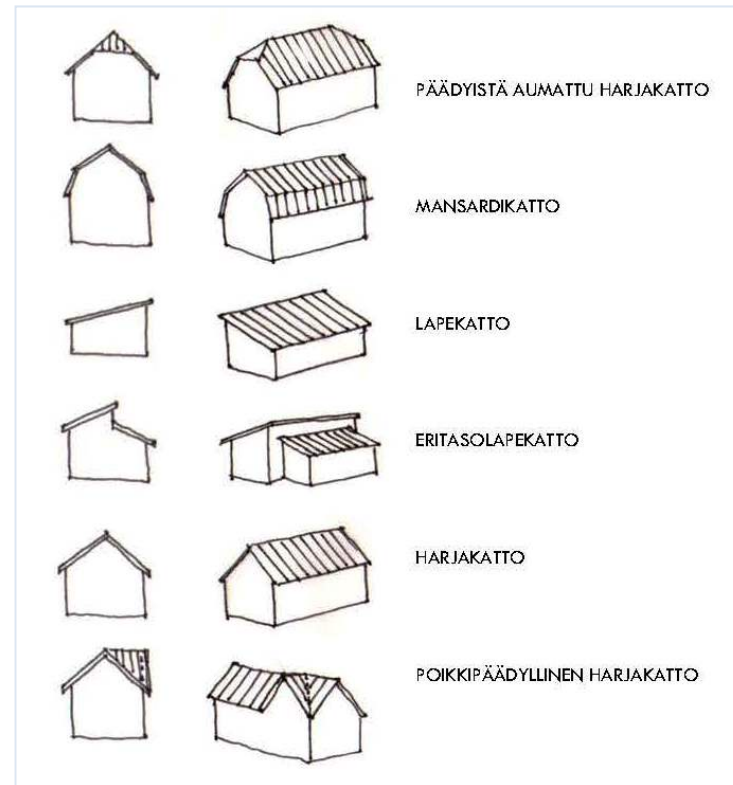 PÄÄDYISTÄ AUMATTU HARJAKATTO
MANSARDIKATTO
LAPEKATTO
ERITASOLAPEKATTO
HARJAKATTO
POIKKIPÄÄDYLLINEN HARJAKATTO